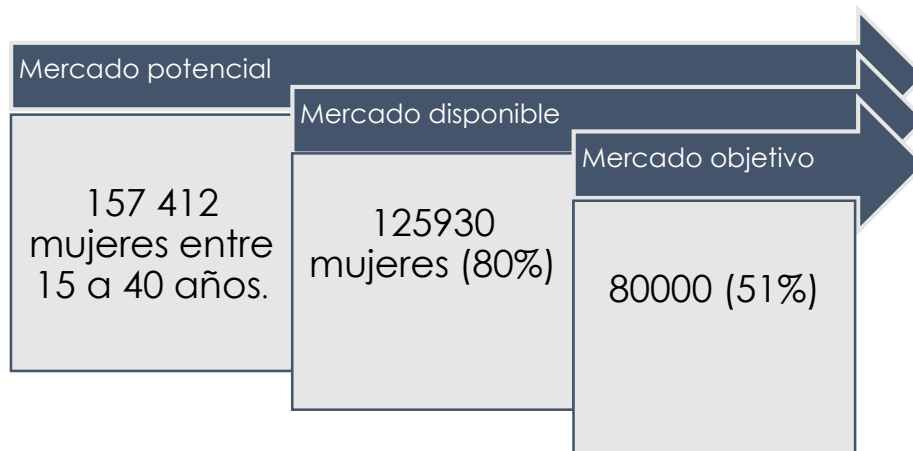 Mercado potencial
157 412
mujeres entre
15 a 40 años.
Mercado disponible
125930
mujeres (80%)
Mercado objetivo
80000 (51%)